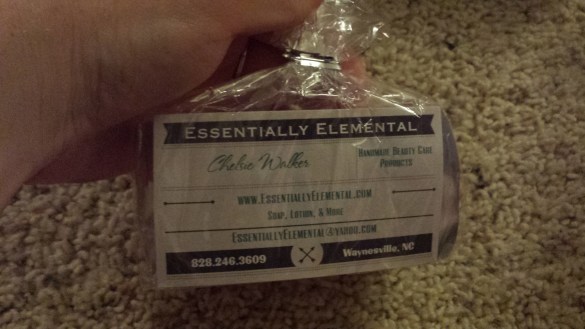 Essentially Elemental
Chelsie Walker
Handmade Beauty Care
Products
www.EssentiallyElemental.com
Soap, Lotion, & More
EssentiallyElemental@yahoo.com
828.246.3609
Waynesville, NC